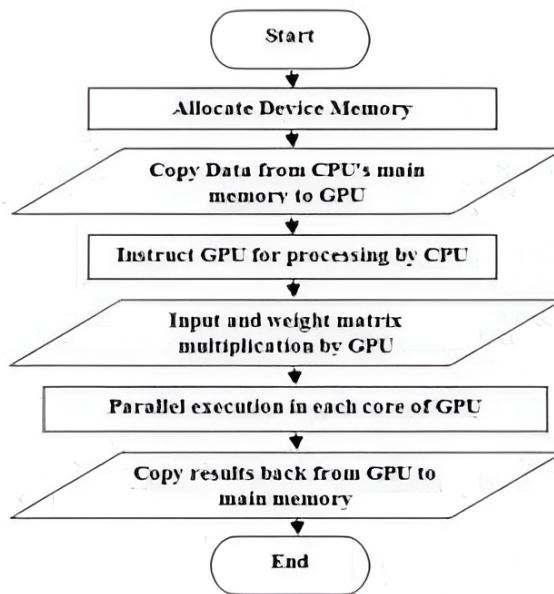 Start
Allocate Device Memory
Copy Data from CPU's main
memory to GPU
Instruct GPU for processing by CPU
Input and weight matrix
multiplication by GPU
Parallel execution in each core of GPU
Copy results back from GPU to
main memory
End